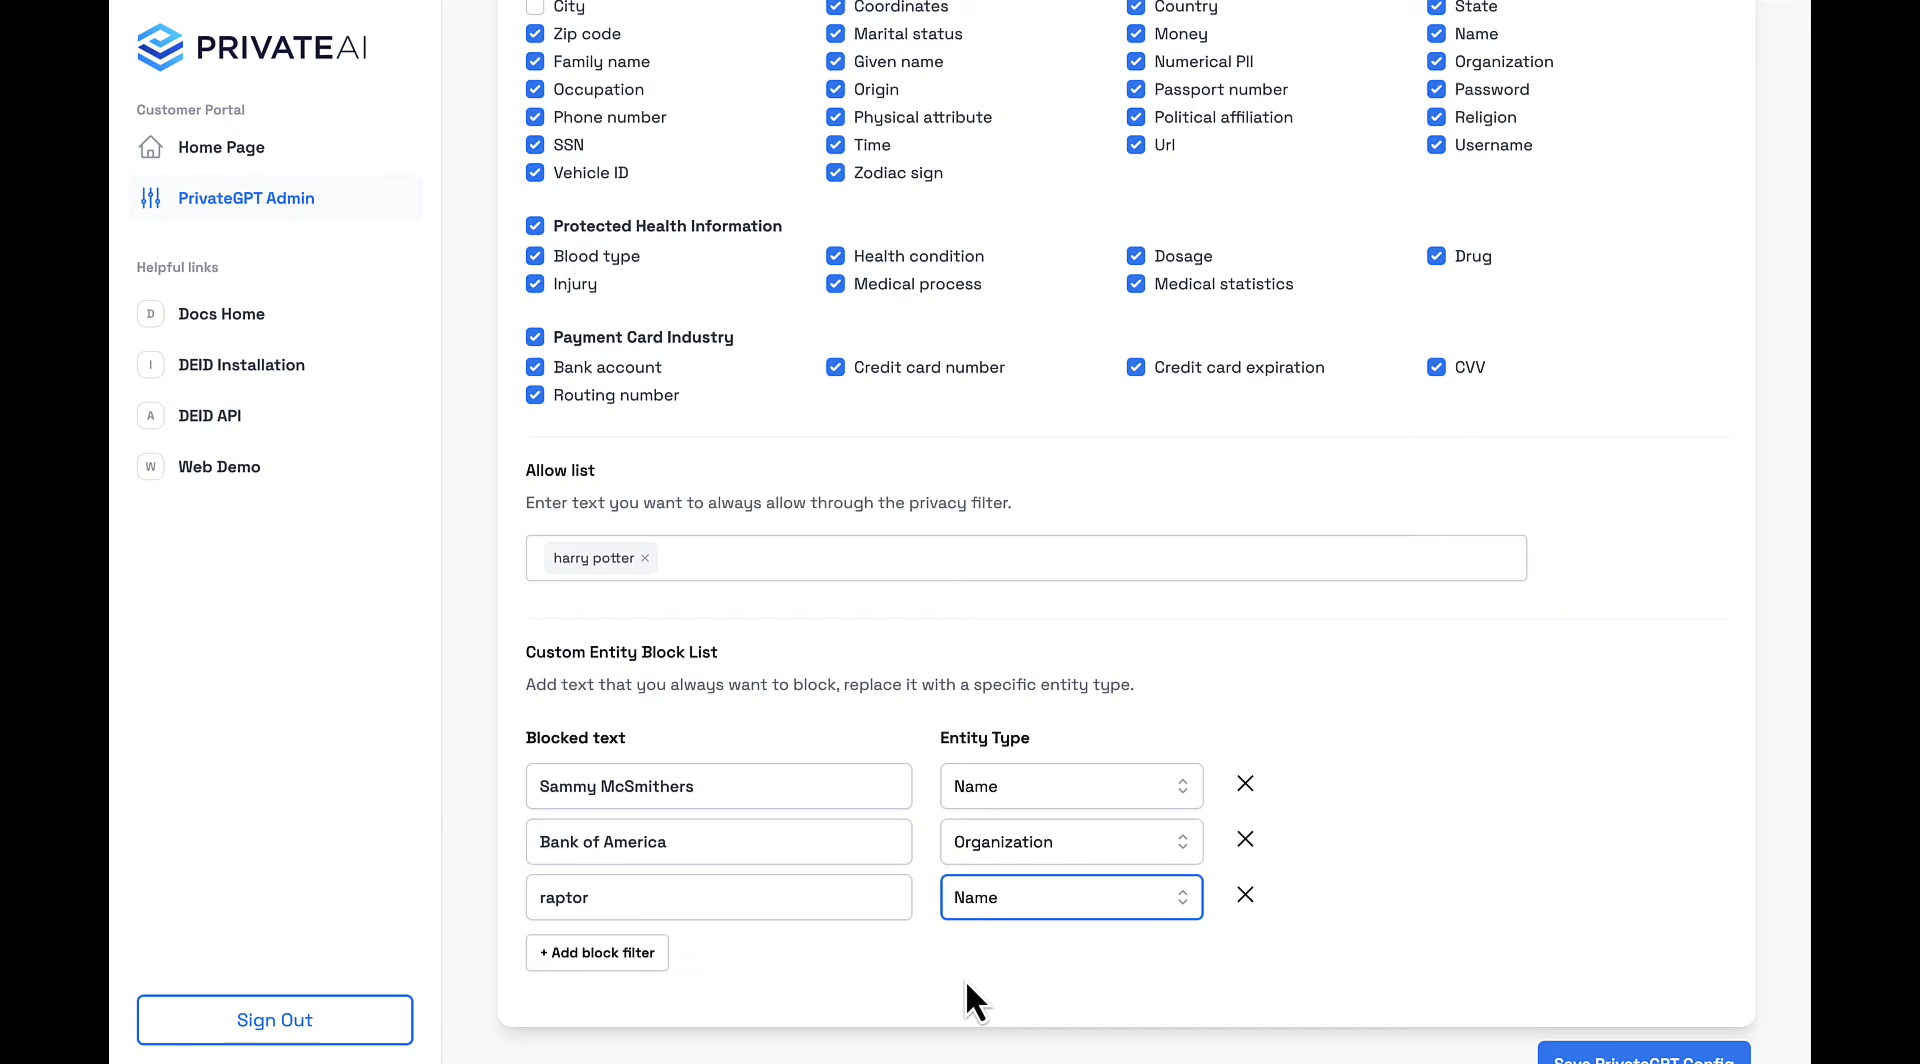 PRIVATEAI
Customer Portal
Home Page
PrivateGPT Admin
Helpful links
D Docs Home
I DEID Installation
A DEID API
W Web Demo
Sign Out
City Coordinates Country State
Zip code Marital status Money Name
Family name Given name Numerical PII Organization
Occupation Origin Passport number Password
Phone number Physical attribute Political affiliation Religion
SSN Time Url Username
Vehicle ID Zodiac sign
Protected Health Information
Blood type Health condition Dosage Drug
Injury Medical process Medical statistics
Payment Card Industry
Bank account Credit card number Credit card expiration CVV
Routing number
Allow list
Enter text you want to always allow through the privacy filter.
harry potter ×
Custom Entity Block List
Add text that you always want to block, replace it with a specific entity type.
Blocked text Entity Type
Sammy McSmithers Name
Bank of America Organization
raptor Name
+ Add block filter
Save PrivateGPT Config